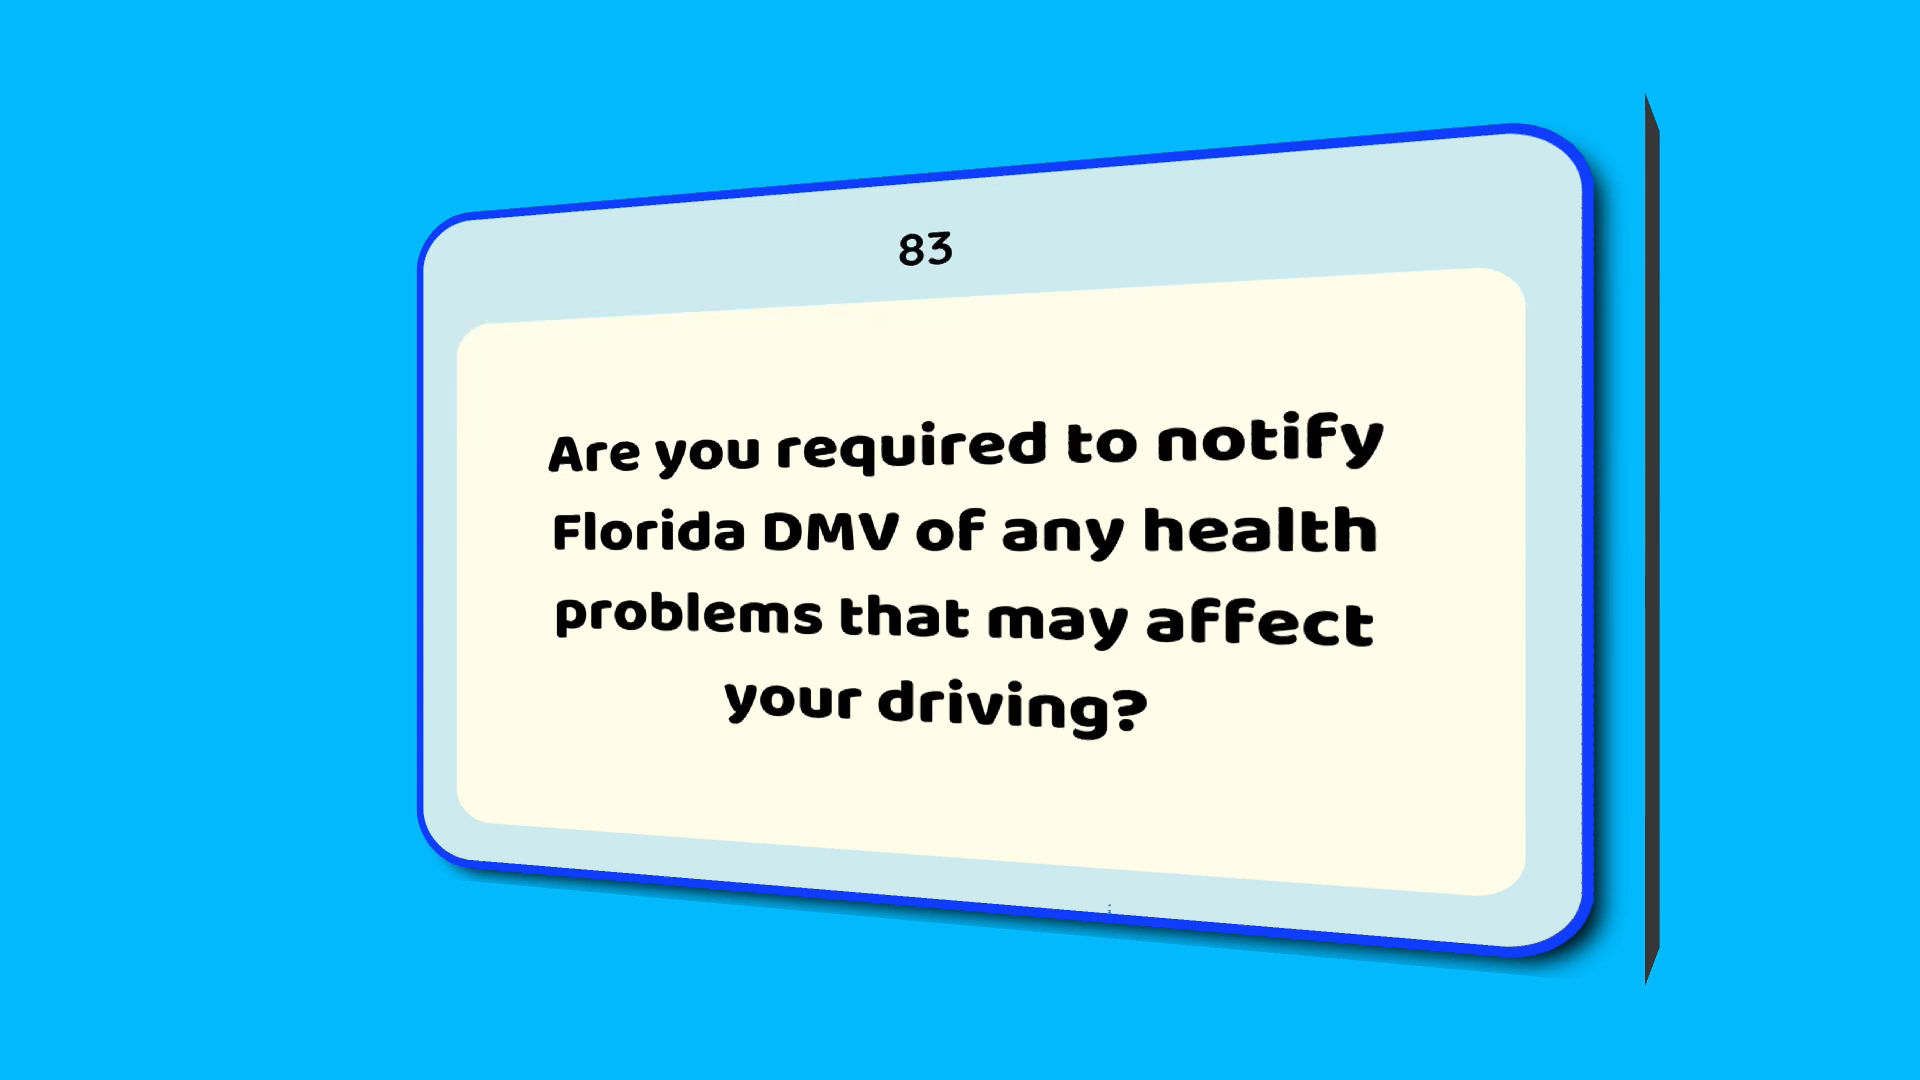 83
Are you required to notify
Florida DMV of any health
problems that may affect
your driving?